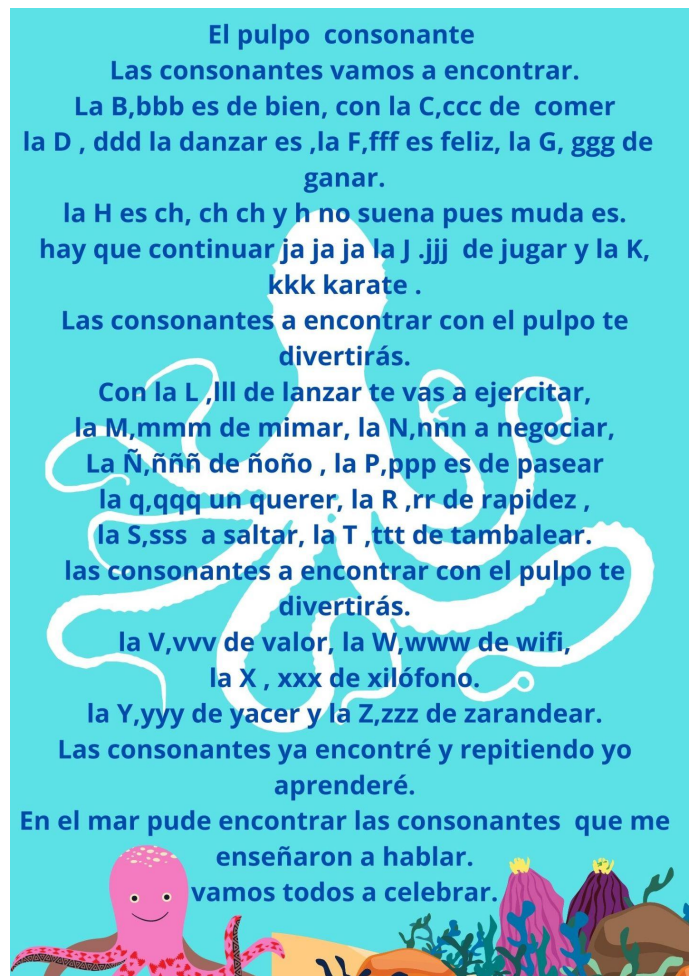 El pulpo  consonante
Las consonantes vamos a encontrar.
La B,bbb es de bien, con la C,ccc de  comer
la D , ddd la danzar es ,la F,fff es feliz, la G, ggg de
ganar.
la H es ch, ch ch y h no suena pues muda es.
hay que continuar ja ja ja la J .jjj  de jugar y la K,
kkk karate .
Las consonantes a encontrar con el pulpo te
divertirás.
Con la L ,lll de lanzar te vas a ejercitar,
la M,mmm de mimar, la N,nnn a negociar,
La Ñ,ñññ de ñoño , la P,ppp es de pasear
la q,qqq un querer, la R ,rr de rapidez ,
la S,sss  a saltar, la T ,ttt de tambalear.
las consonantes a encontrar con el pulpo te
divertirás.
la V,vvv de valor, la W,www de wifi,
la X , xxx de xilófono.
la Y,yyy de yacer y la Z,zzz de zarandear.
Las consonantes ya encontré y repitiendo yo
aprenderé.
En el mar pude encontrar las consonantes  que me
enseñaron a hablar.
vamos todos a celebrar.